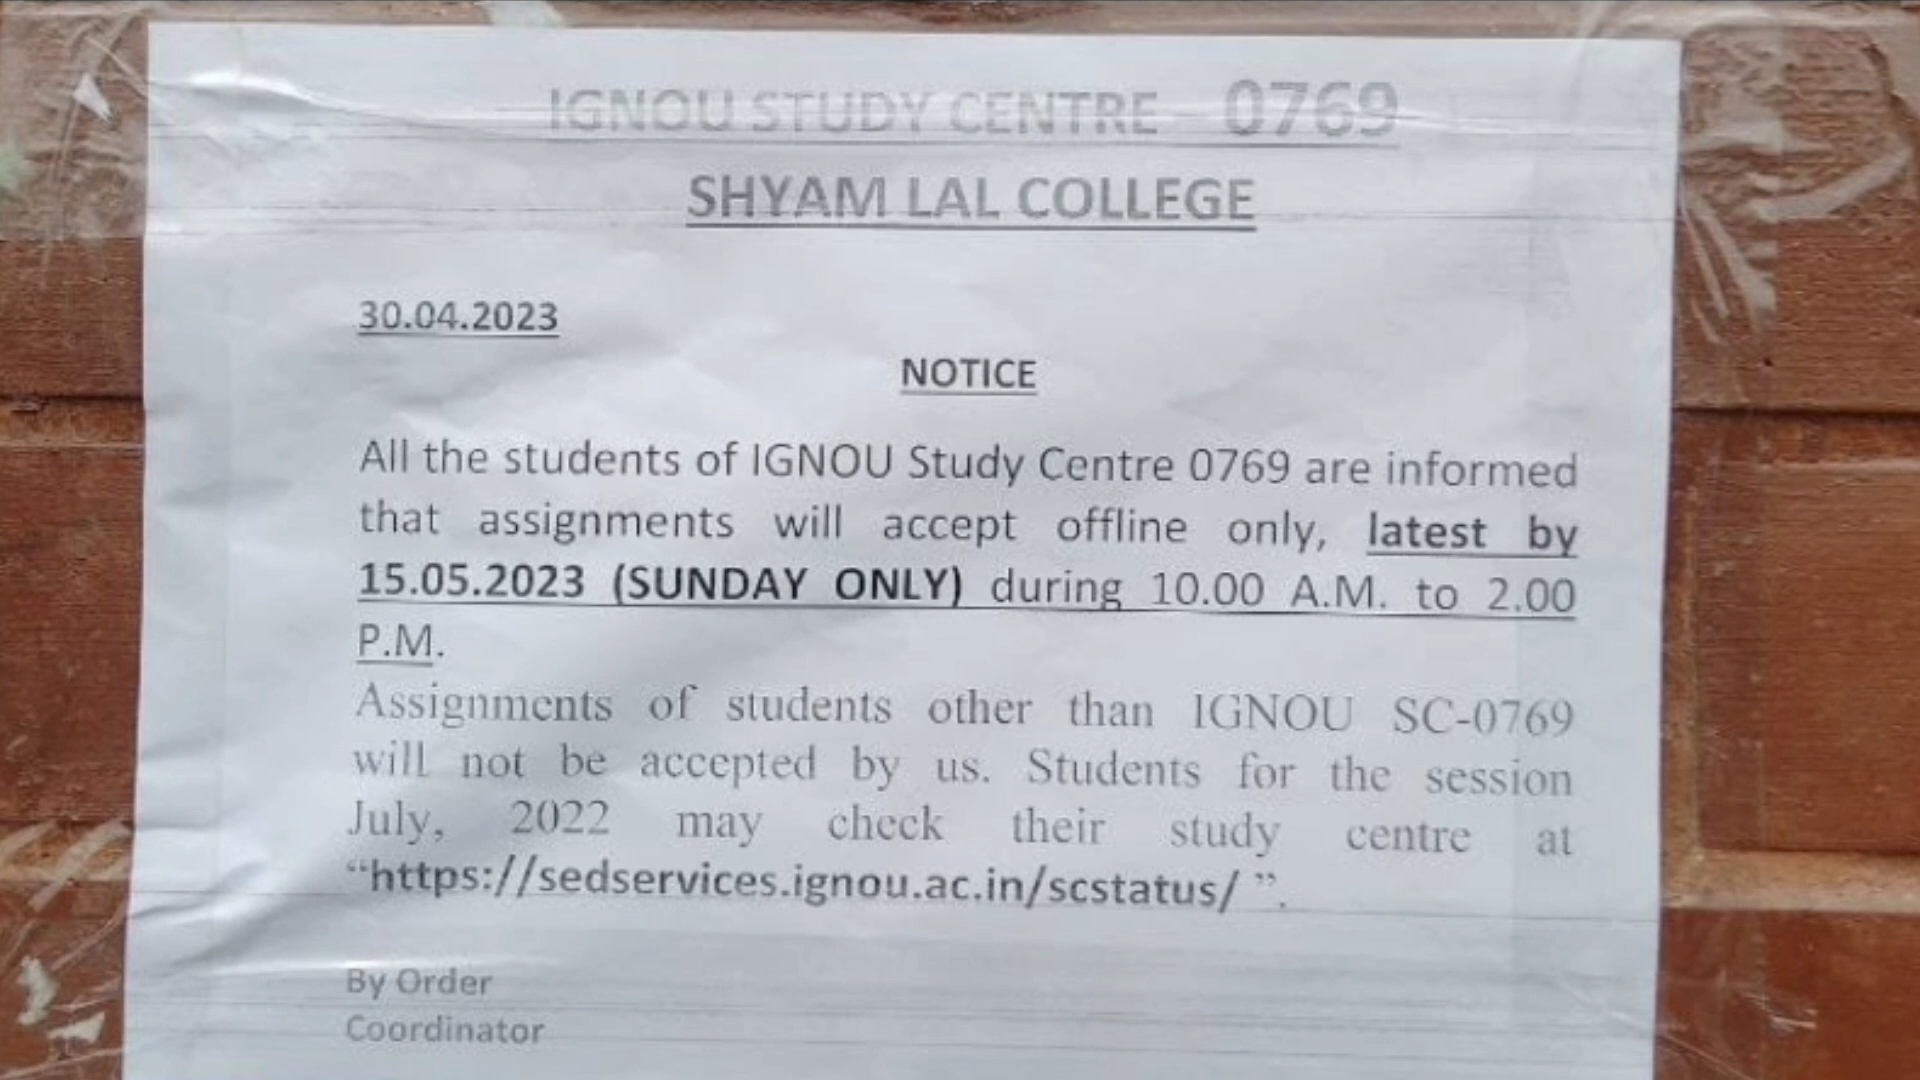 IGNOU STUDY CENTRE 0769
SHYAM LAL COLLEGE
30.04.2023
NOTICE
All the students of IGNOU Study Centre 0769 are informed
that assignments will accept offline only, latest by
15.05.2023 (SUNDAY ONLY) during 10.00 A.M. to 2.00
P.M.
Assignments of students other than IGNOU SC-0769
will not be accepted by us. Students for the session
July, 2022 may check their study centre at
“https://sedservices.ignou.ac.in/scstatus/ ”.
By Order
Coordinator